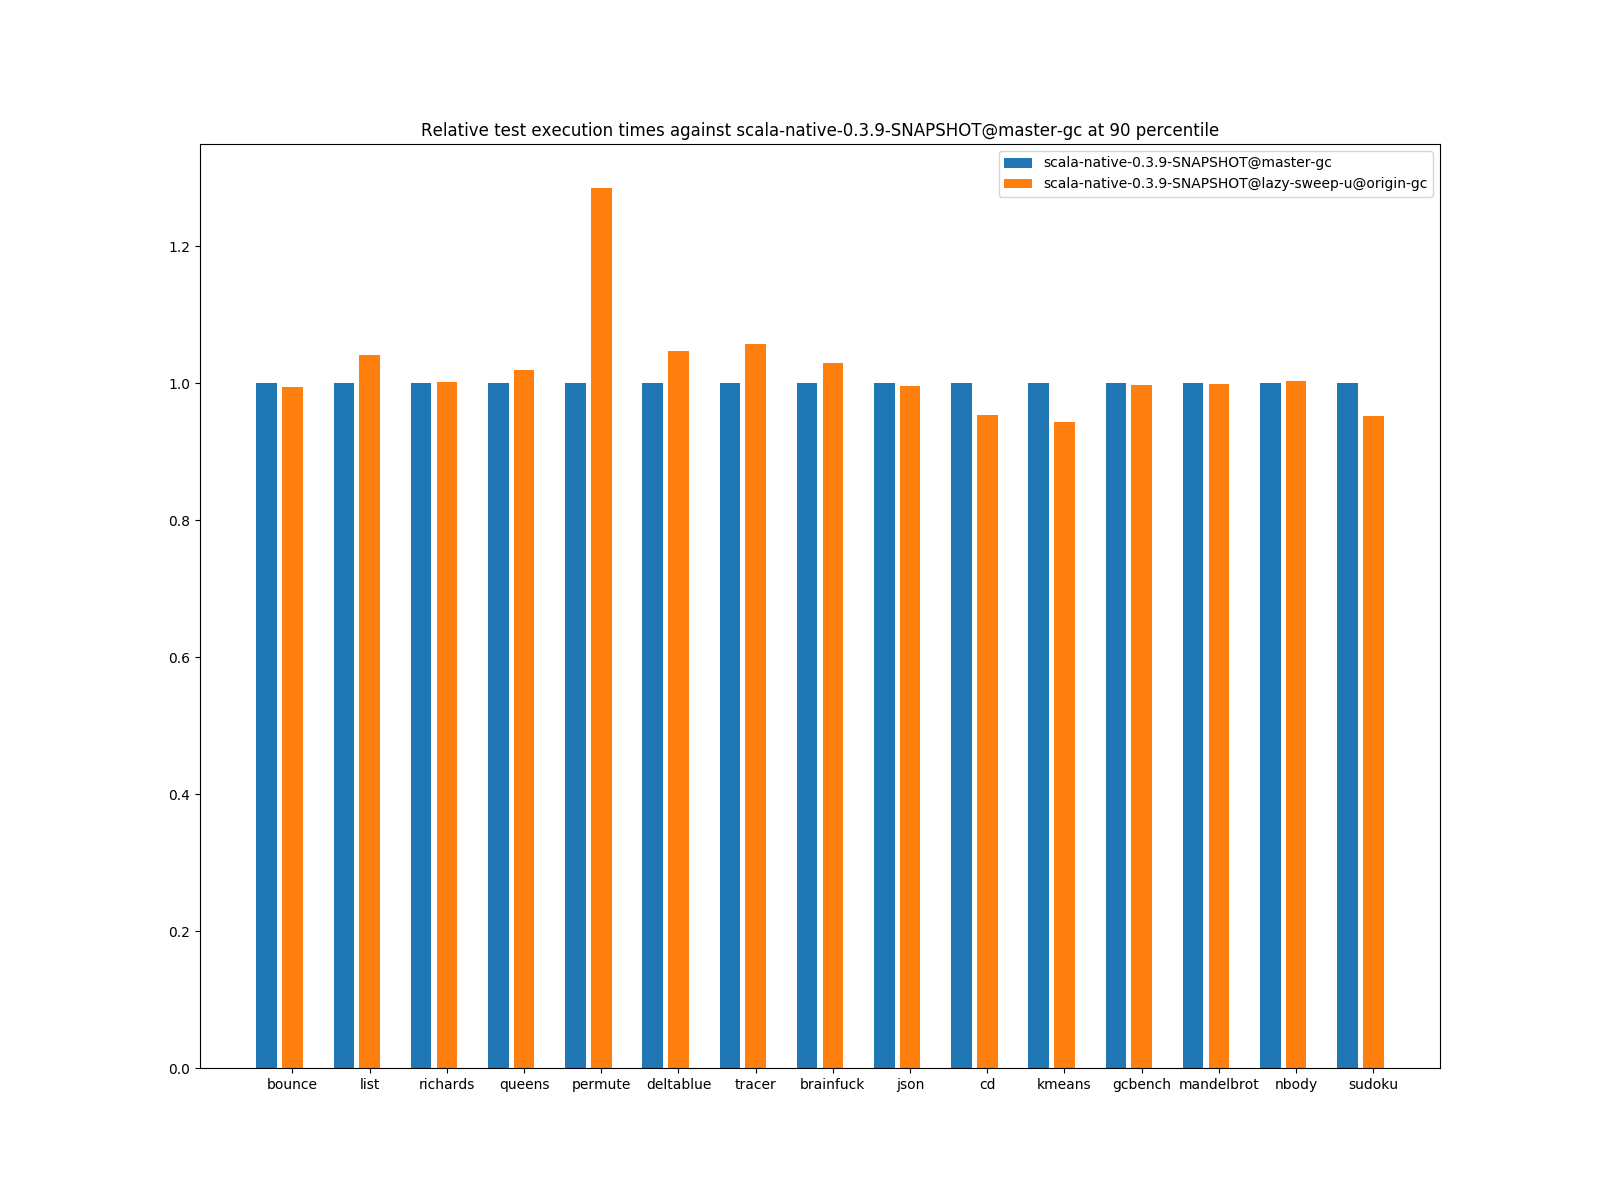 Relative test execution times against scala-native-0.3.9-SNAPSHOT@master-gc at 90 percentile
scala-native-0.3.9-SNAPSHOT@master-gc
scala-native-0.3.9-SNAPSHOT@lazy-sweep-u@origin-gc
1.2
1.0
0.8
0.6
0.4
0.2
0.0
bounce list richards queens permute deltablue tracer brainfuck json cd kmeans gcbench mandelbrot nbody sudoku